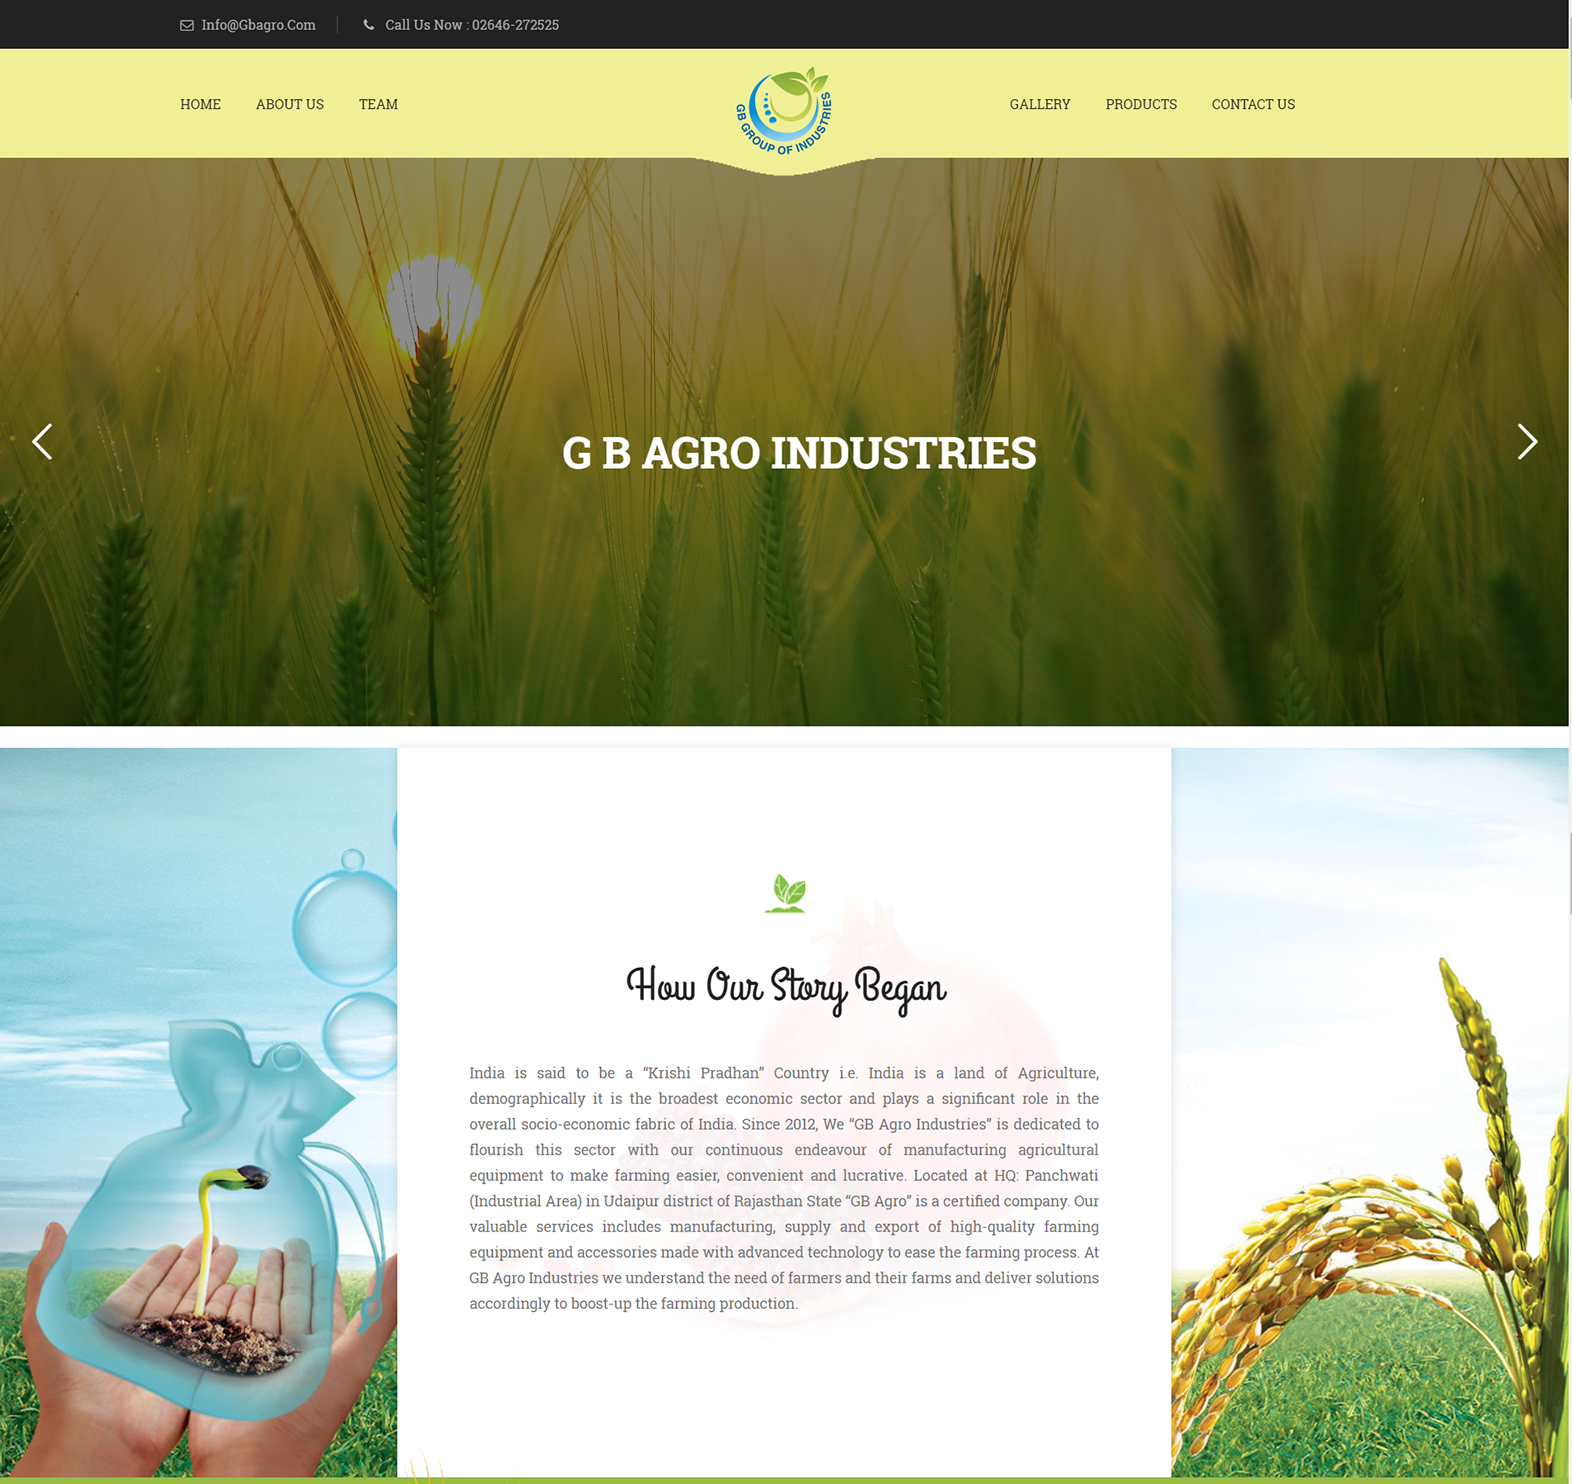 Info@Gbagro.Com
Call Us Now : 02646-272525
HOME
ABOUT US
TEAM
GB GROUP OF INDUSTRIES
GALLERY
PRODUCTS
CONTACT US
G B AGRO INDUSTRIES
How Our Story Began
India is said to be a “Krishi Pradhan” Country i.e. India is a land of Agriculture,
demographically it is the broadest economic sector and plays a significant role in the
overall socio-economic fabric of India. Since 2012, We “GB Agro Industries” is dedicated to
flourish this sector with our continuous endeavour of manufacturing agricultural
equipment to make farming easier, convenient and lucrative. Located at HQ: Panchwati
(Industrial Area) in Udaipur district of Rajasthan State “GB Agro” is a certified company. Our
valuable services includes manufacturing, supply and export of high-quality farming
equipment and accessories made with advanced technology to ease the farming process. At
GB Agro Industries we understand the need of farmers and their farms and deliver solutions
accordingly to boost-up the farming production.